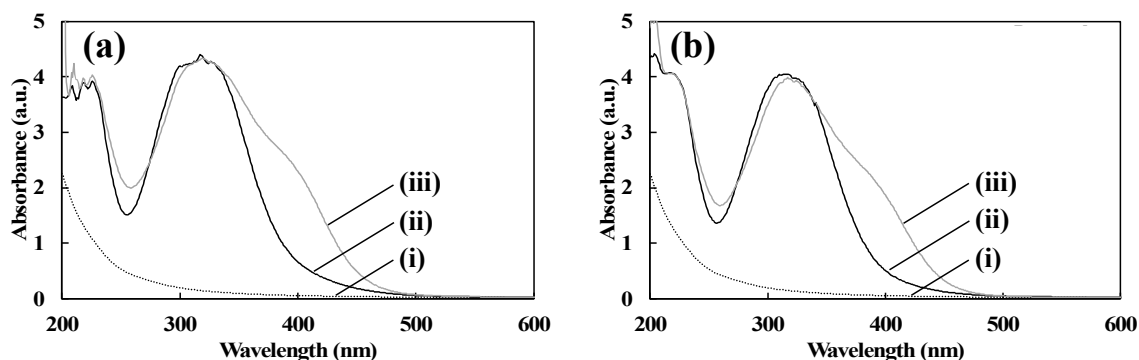 (a)
5
4
3
2
1
0
Absorbance (a.u.)
200 300 400 500 600
Wavelength (nm)
(iii)
(ii)
(i)
(b)
5
4
3
2
1
0
Absorbance (a.u.)
200 300 400 500 600
Wavelength (nm)
(iii)
(ii)
(i)